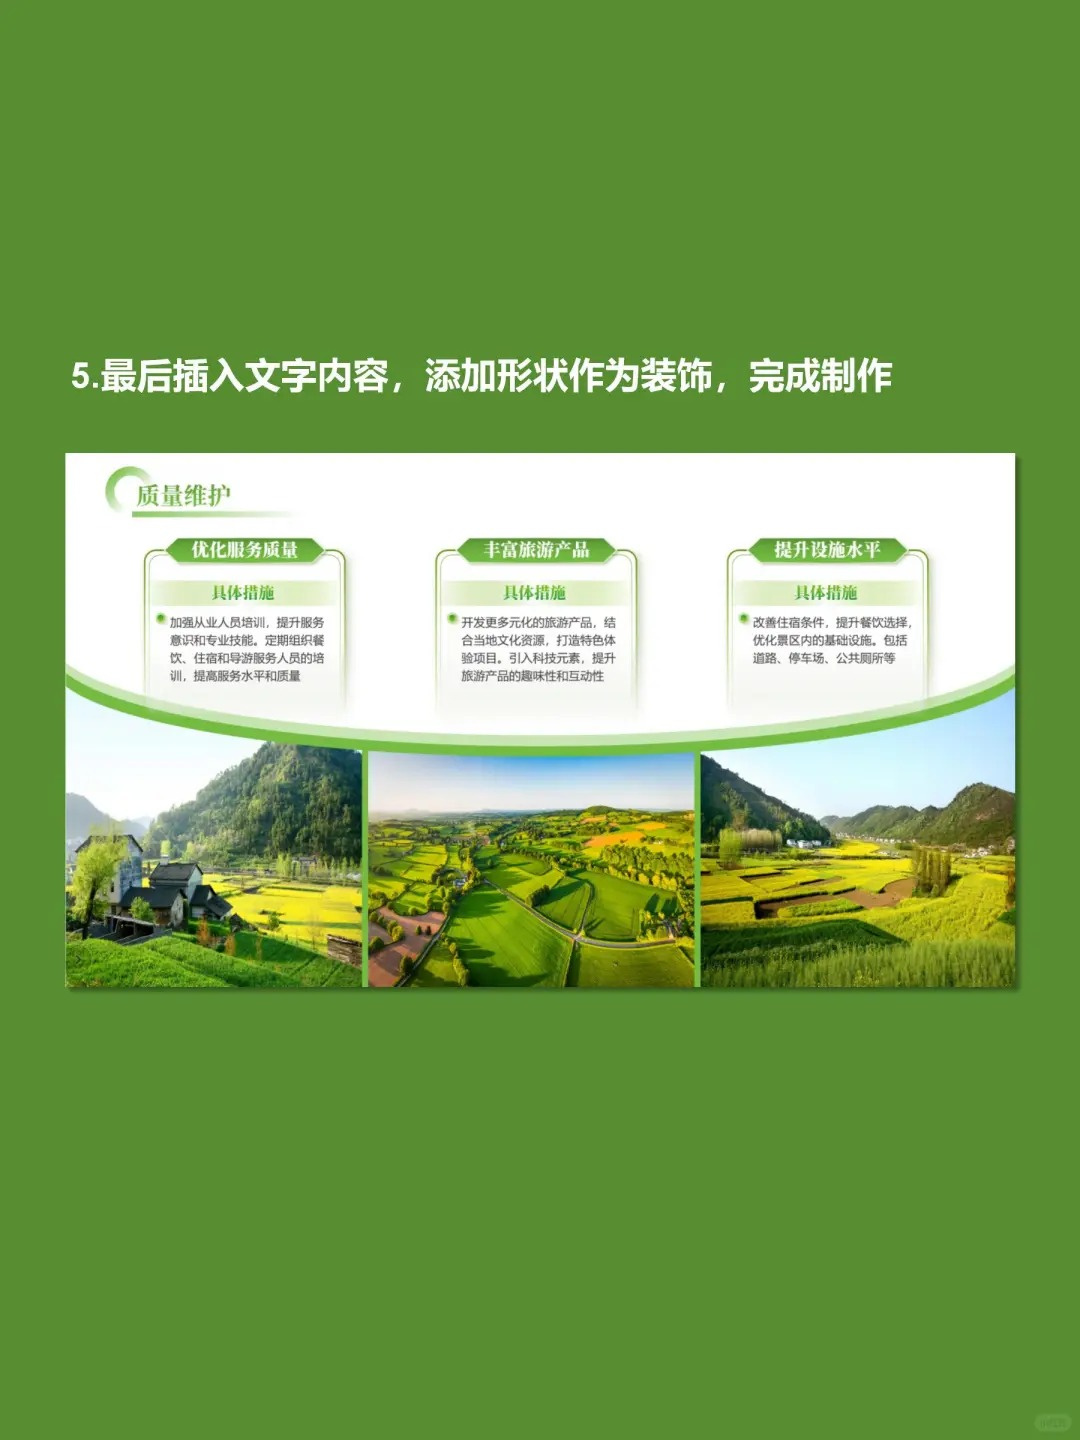 5.最后插入文字内容，添加形状作为装饰，完成制作
质量维护
优化服务质量
具体措施
加强从业人员培训，提升服务
意识和专业技能。定期组织餐
饮、住宿和导游服务人员的培
训，提高服务水平和质量
丰富旅游产品
具体措施
开发更多元化的旅游产品，结
合当地文化资源，打造特色体
验项目。引入科技元素，提升
旅游产品的趣味性和互动性
提升设施水平
具体措施
改善住宿条件，提升餐饮选择，
优化景区内的基础设施。包括
道路、停车场、公共厕所等